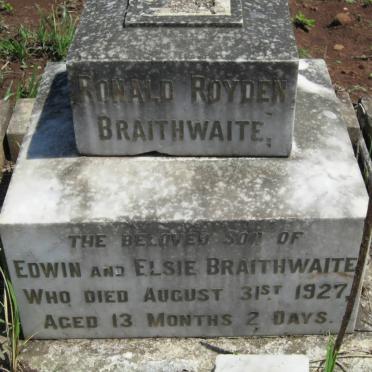 RONALD ROYDEN
BRAITHWAITE,
THE BELOVED SON OF
EDWIN AND ELSIE BRAITHWAITE
WHO DIED AUGUST 31ST 1927.
AGED 13 MONTHS 2 DAYS.